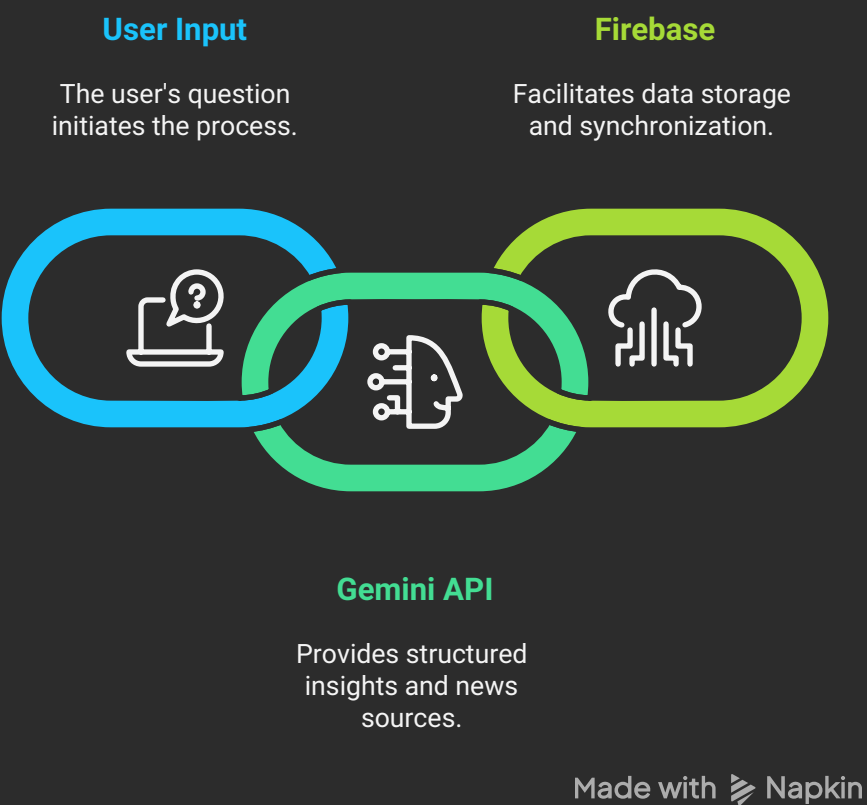 User Input
The user's question
initiates the process.
Firebase
Facilitates data storage
and synchronization.
?
Gemini API
Provides structured
insights and news
sources.
Made with Napkin